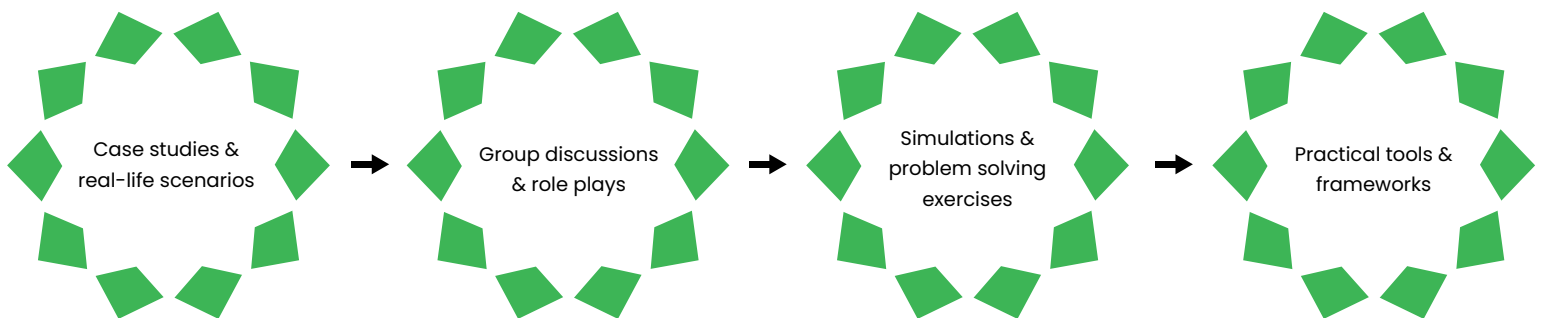 Case studies &
real-life scenarios
Group discussions
& role plays
Simulations &
problem solving
exercises
Practical tools &
frameworks